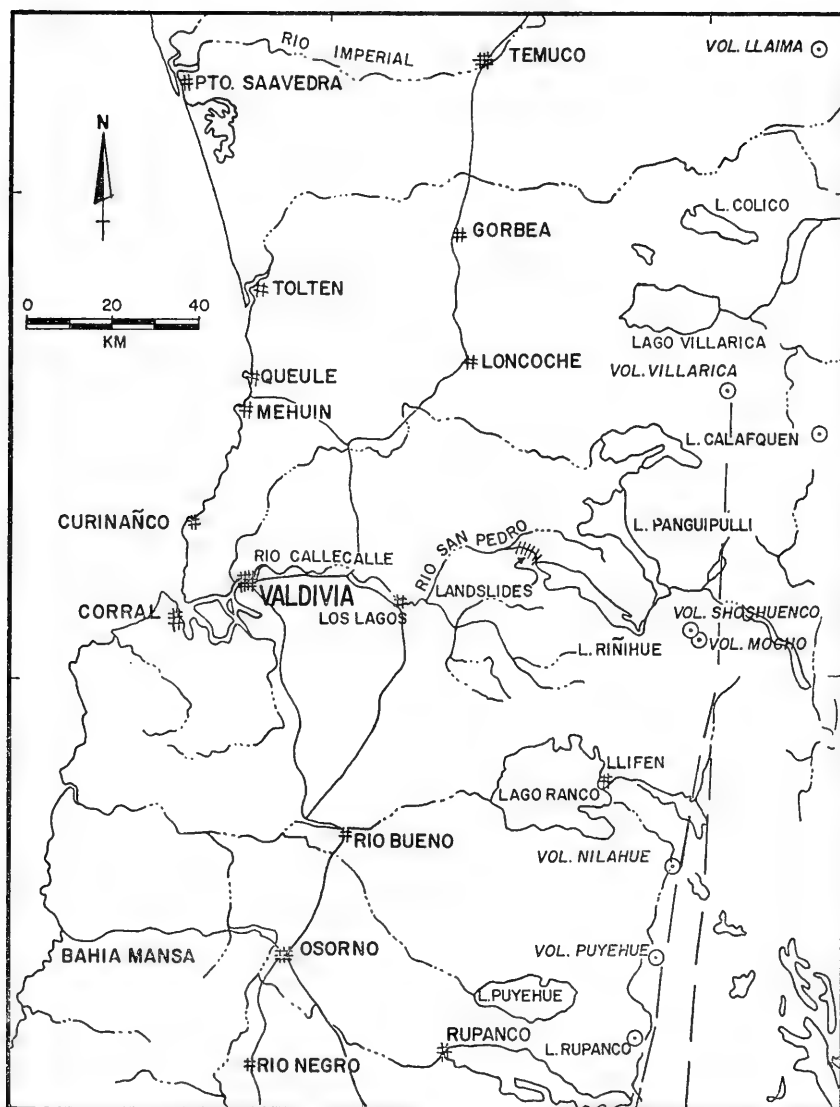 RIO IMPERIAL
TEMUCO
VOL. LLAIMA
PTO. SAAVEDRA
N
L. COLICO
GORBEA
TOLTEN
0 20 40
KM
LAGO VILLARICA
QUEULE
LONCOCHE
VOL. VILLARICA
MEHUIN
L. CALAFQUEN
CURINAÑCO
L. PANGUIPULLI
RIO SAN PEDRO
RIO CALLECALLE
VALDIVIA
LANDSLIDES
CORRAL
LOS LAGOS
VOL. SHOSHUENCO
VOL. MOCHO
L. RIÑIHUE
LLIFEN
LAGO RANCO
RIO BUENO
VOL. NILAHUE
BAHIA MANSA
OSORNO
VOL. PUYEHUE
L. PUYEHUE
RUPANCO
L. RUPANCO
RIO NEGRO